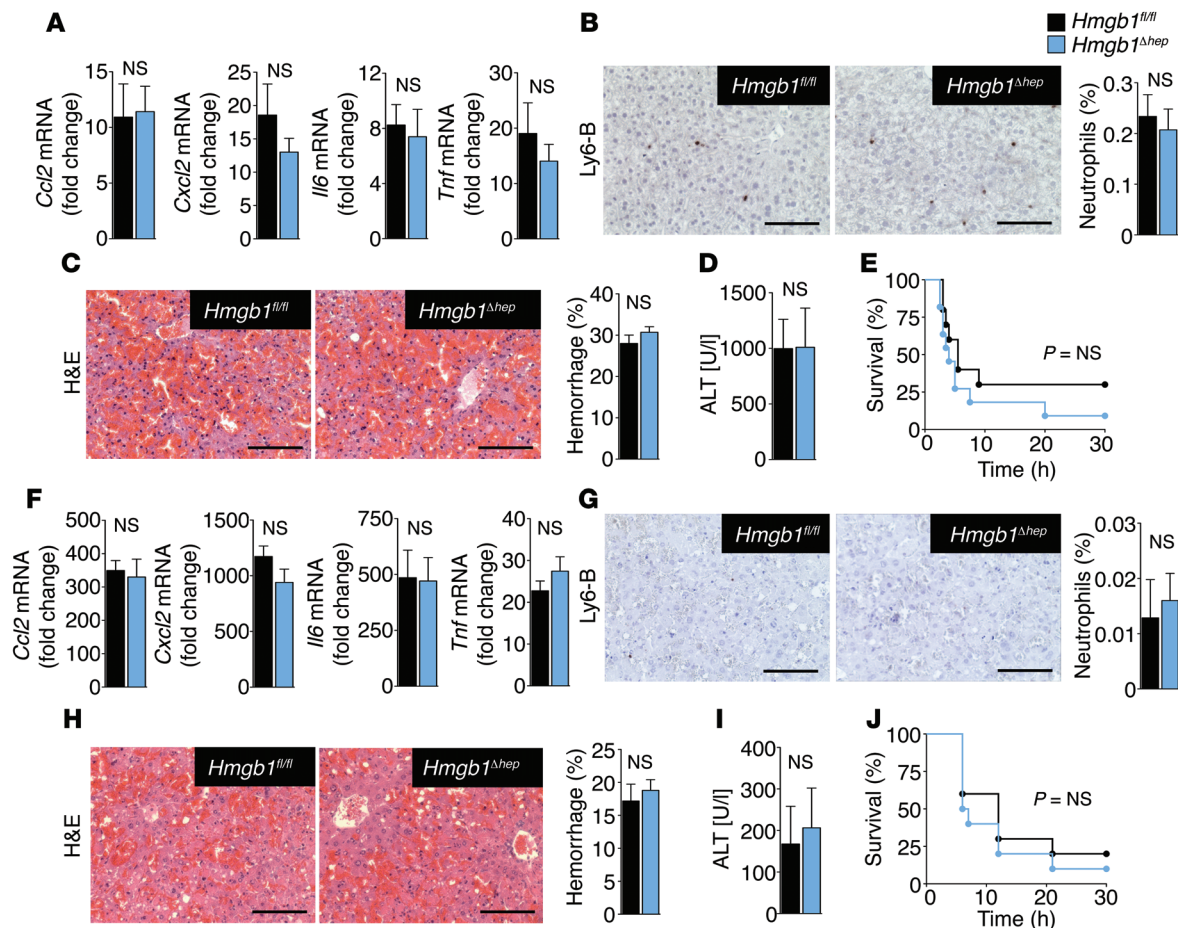 A
NS
15
10
5
0
Ccl2 mRNA
(fold change)
NS
25
20
15
10
5
0
Cxcl2 mRNA
(fold change)
NS
12
8
4
0
Il6 mRNA
(fold change)
NS
30
20
10
0
Tnf mRNA
(fold change)
B
Hmgb1fl/fl
Hmgb1Δhep
Ly6-B
Hmgb1fl/fl
Hmgb1Δhep
NS
0.3
0.2
0.1
0
Neutrophils (%)
C
H&E
Hmgb1fl/fl
Hmgb1Δhep
NS
40
30
20
10
0
Hemorrhage (%)
D
NS
1500
1000
500
0
ALT [U/l]
E
100
75
50
25
0
Survival (%)
P = NS
0 10 20 30
Time (h)
F
NS
500
400
300
200
100
0
Ccl2 mRNA
(fold change)
NS
1500
1000
500
0
Cxcl2 mRNA
(fold change)
NS
750
500
250
0
Il6 mRNA
(fold change)
NS
40
30
20
10
0
Tnf mRNA
(fold change)
G
Ly6-B
Hmgb1fl/fl
Hmgb1Δhep
NS
0.03
0.02
0.01
0
Neutrophils (%)
H
H&E
Hmgb1fl/fl
Hmgb1Δhep
NS
25
20
15
10
5
0
Hemorrhage (%)
I
NS
400
300
200
100
0
ALT [U/l]
J
100
75
50
25
0
Survival (%)
P = NS
0 10 20 30
Time (h)